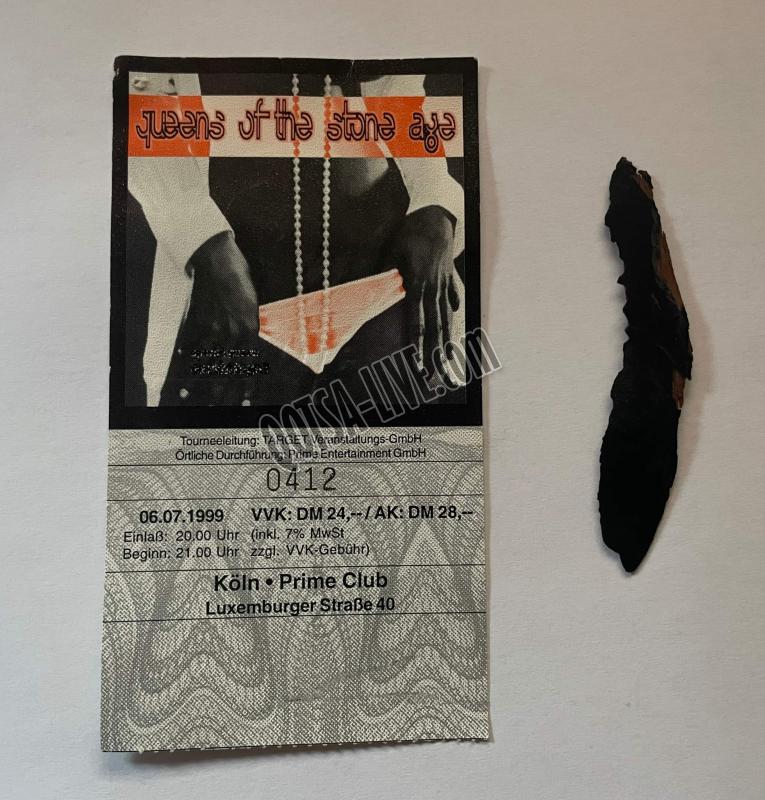 queens of the stone age
QOTSA-LIVE.com
Tourneeleitung: TARGET Veranstaltungs-GmbH
Örtliche Durchführung: Prime Entertainment GmbH
0412
06.07.1999 VVK: DM 24,-- / AK: DM 28,--
Einlaß: 20.00 Uhr (inkl. 7% MwSt
Beginn: 21.00 Uhr zzgl. VVK-Gebühr)
Köln • Prime Club
Luxemburger Straße 40